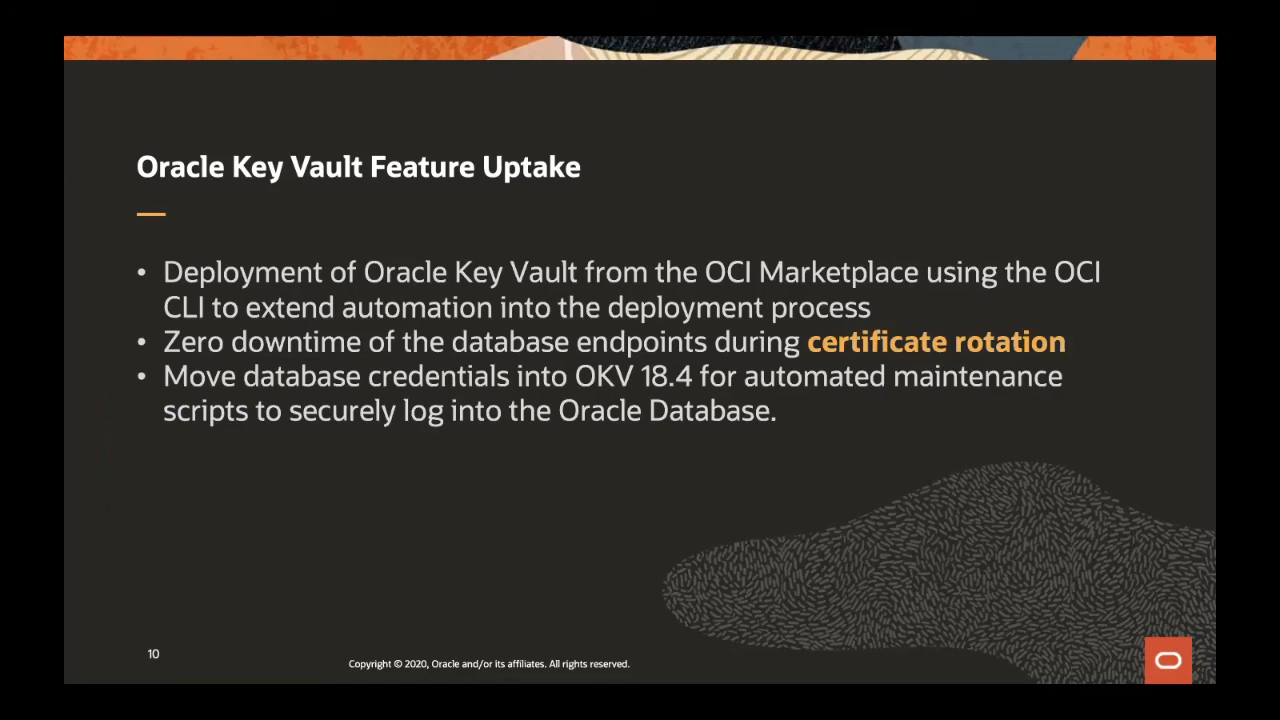 Oracle Key Vault Feature Uptake
• Deployment of Oracle Key Vault from the OCI Marketplace using the OCI
CLI to extend automation into the deployment process
• Zero downtime of the database endpoints during certificate rotation
• Move database credentials into OKV 18.4 for automated maintenance
scripts to securely log into the Oracle Database.
10
Copyright © 2020, Oracle and/or its affiliates. All rights reserved.